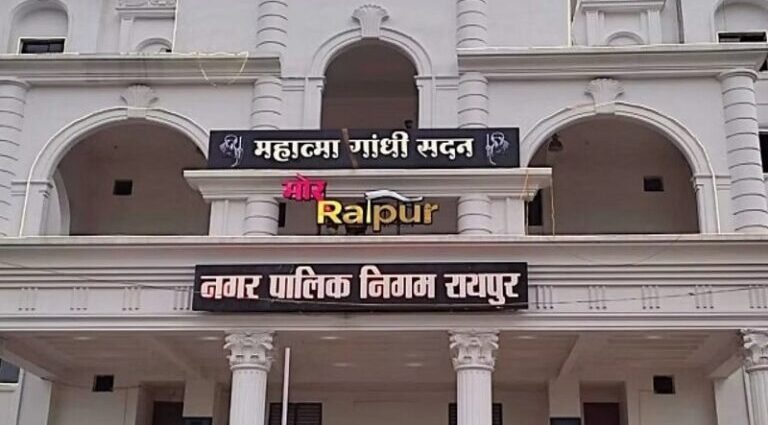 महात्मा गांधी सदन
मोर
Raipur
नगर पालिक निगम रायपुर